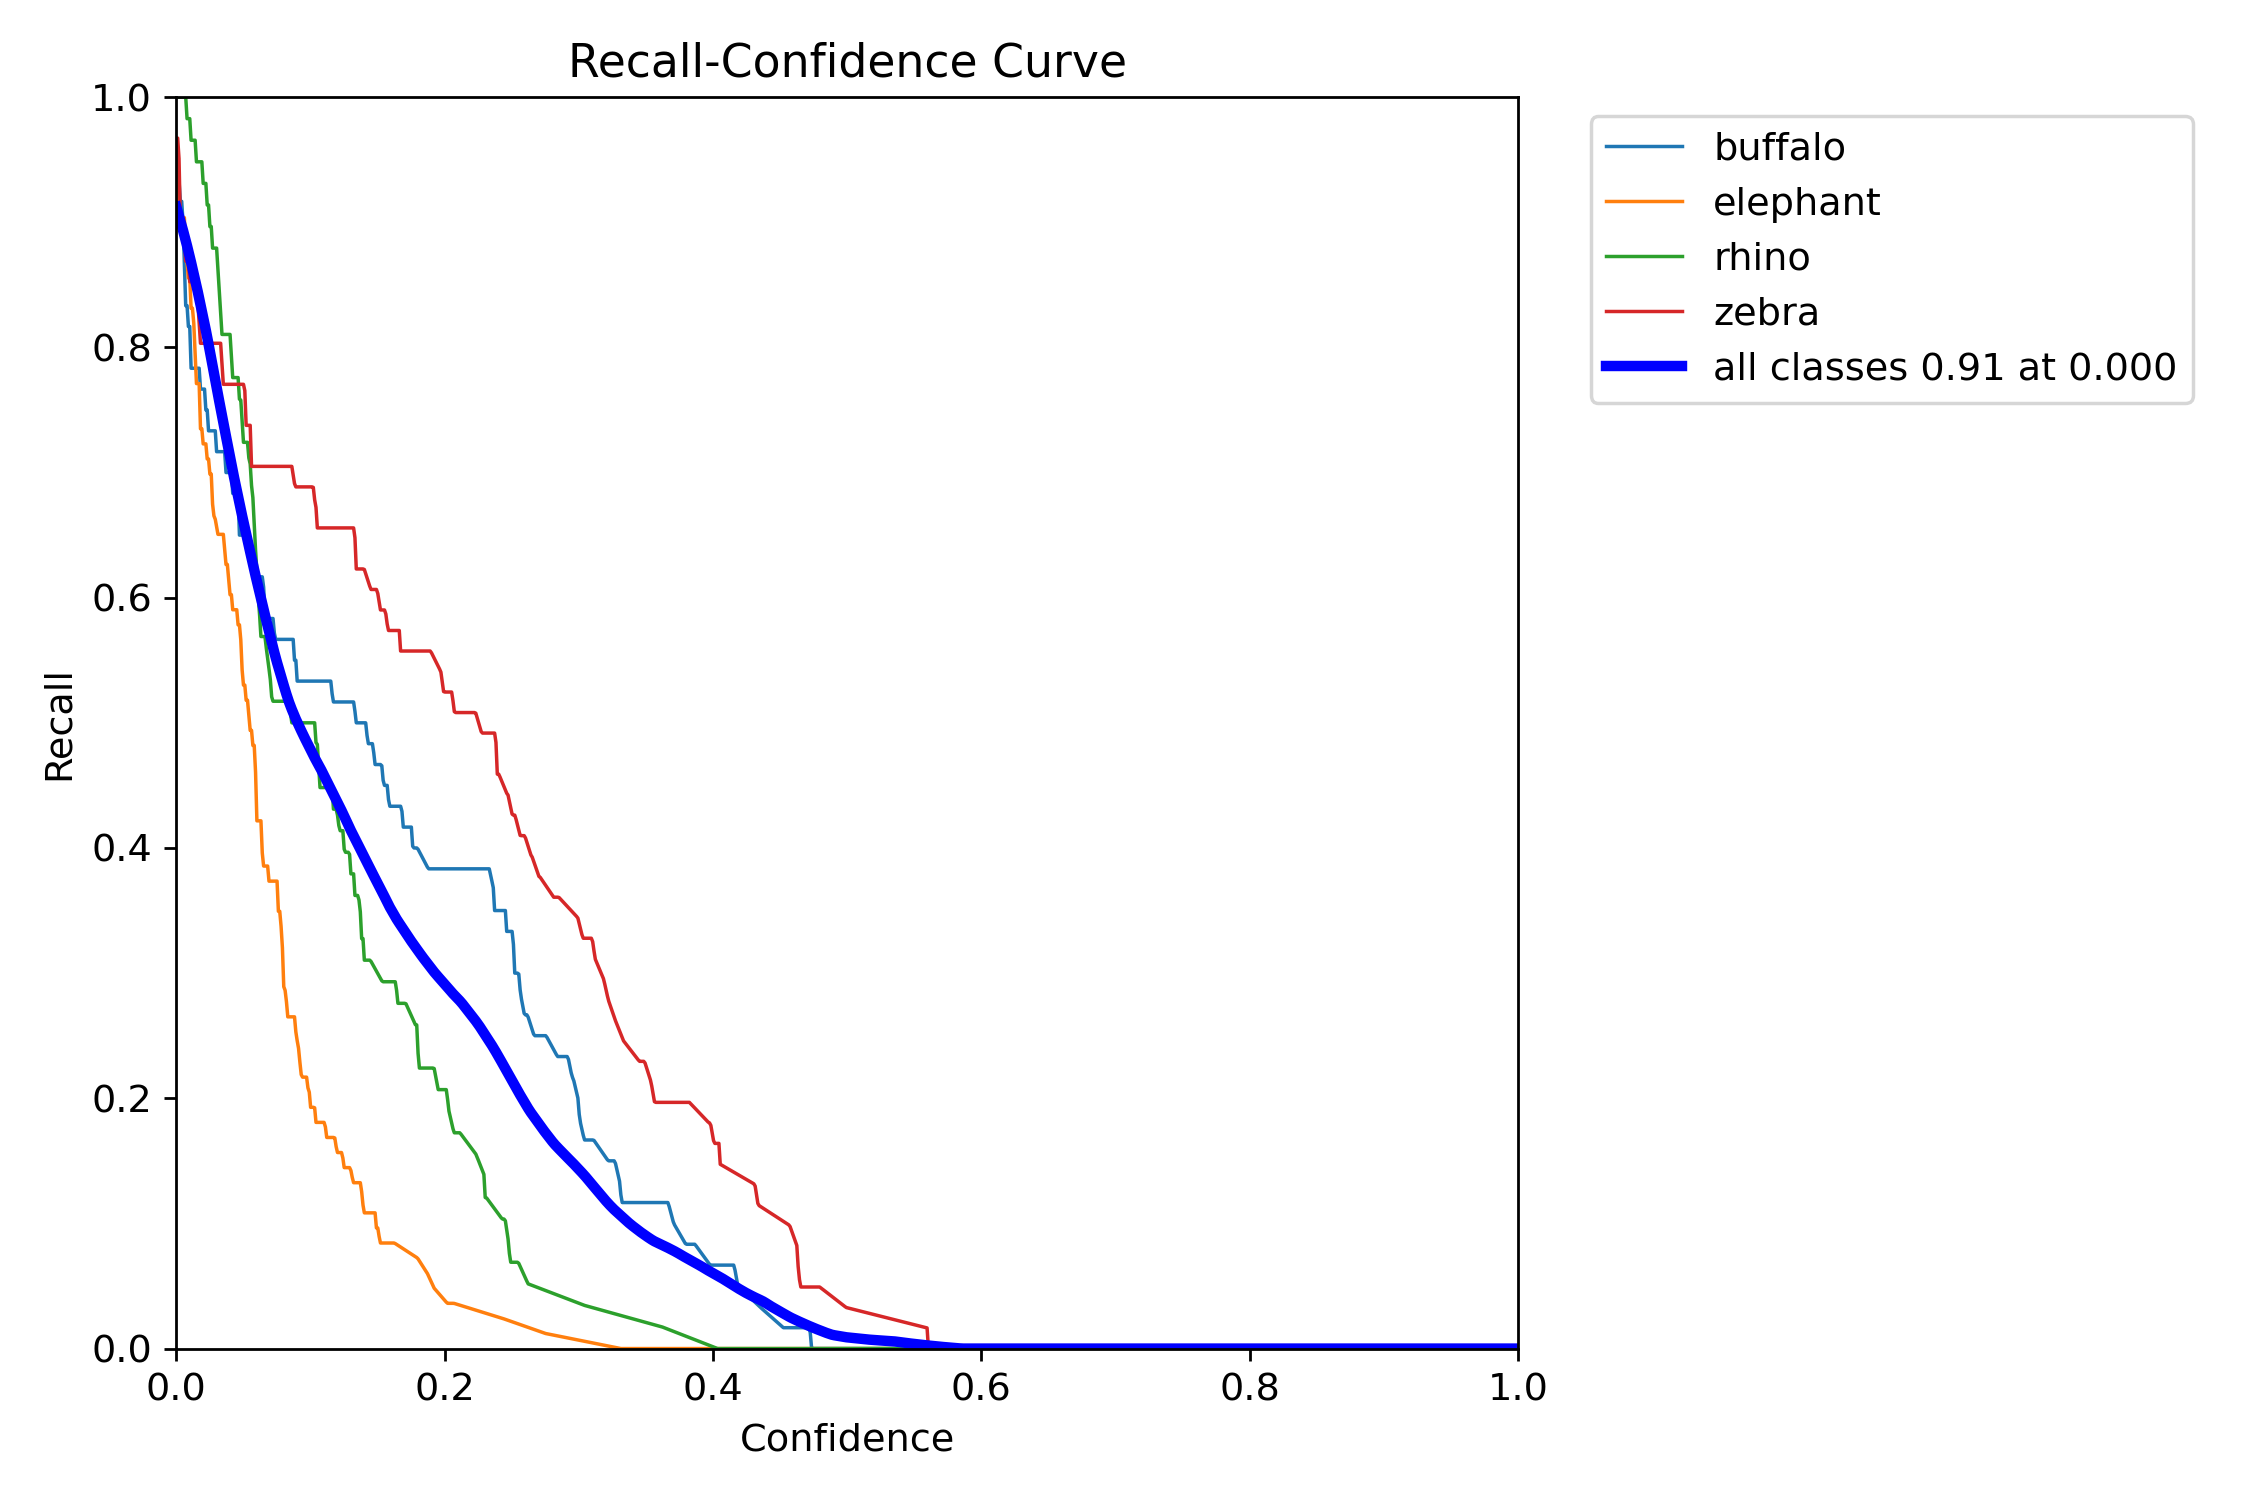 Recall-Confidence Curve
1.0
0.8
0.6
0.4
0.2
0.0
Recall
0.0 0.2 0.4 0.6 0.8 1.0
Confidence
buffalo
elephant
rhino
zebra
all classes 0.91 at 0.000